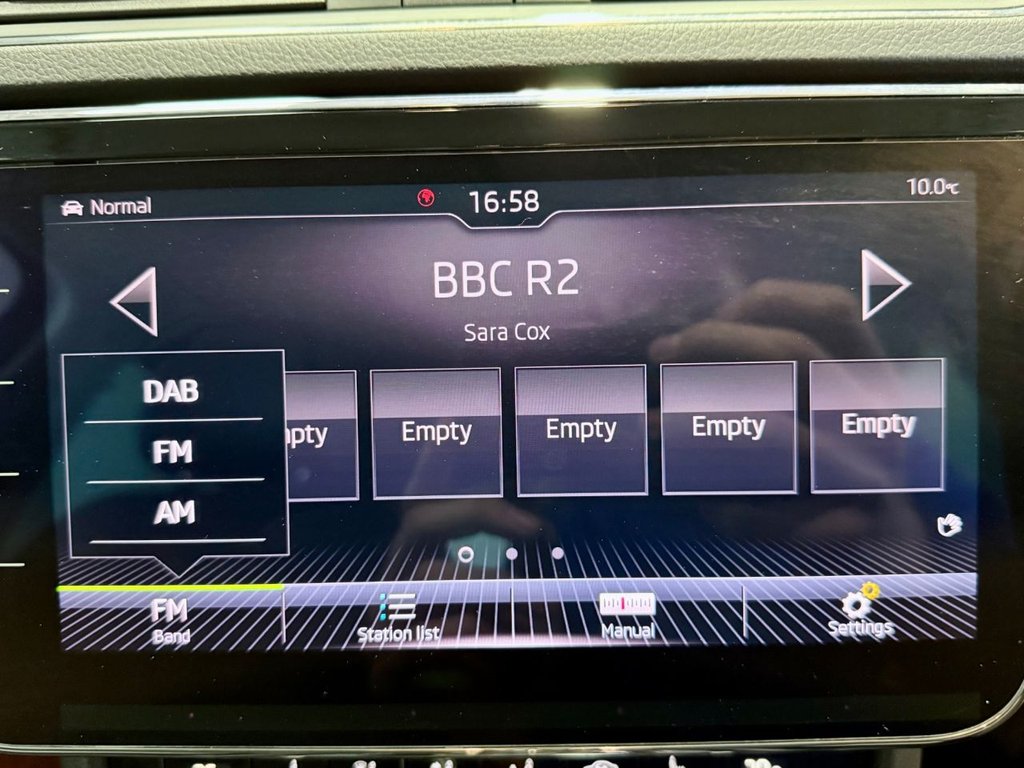 Normal
16:58
10.0°C
BBC R2
Sara Cox
DAB
FM
AM
pty
Empty
Empty
Empty
Empty
FM
Band
Station list
Manual
Settings